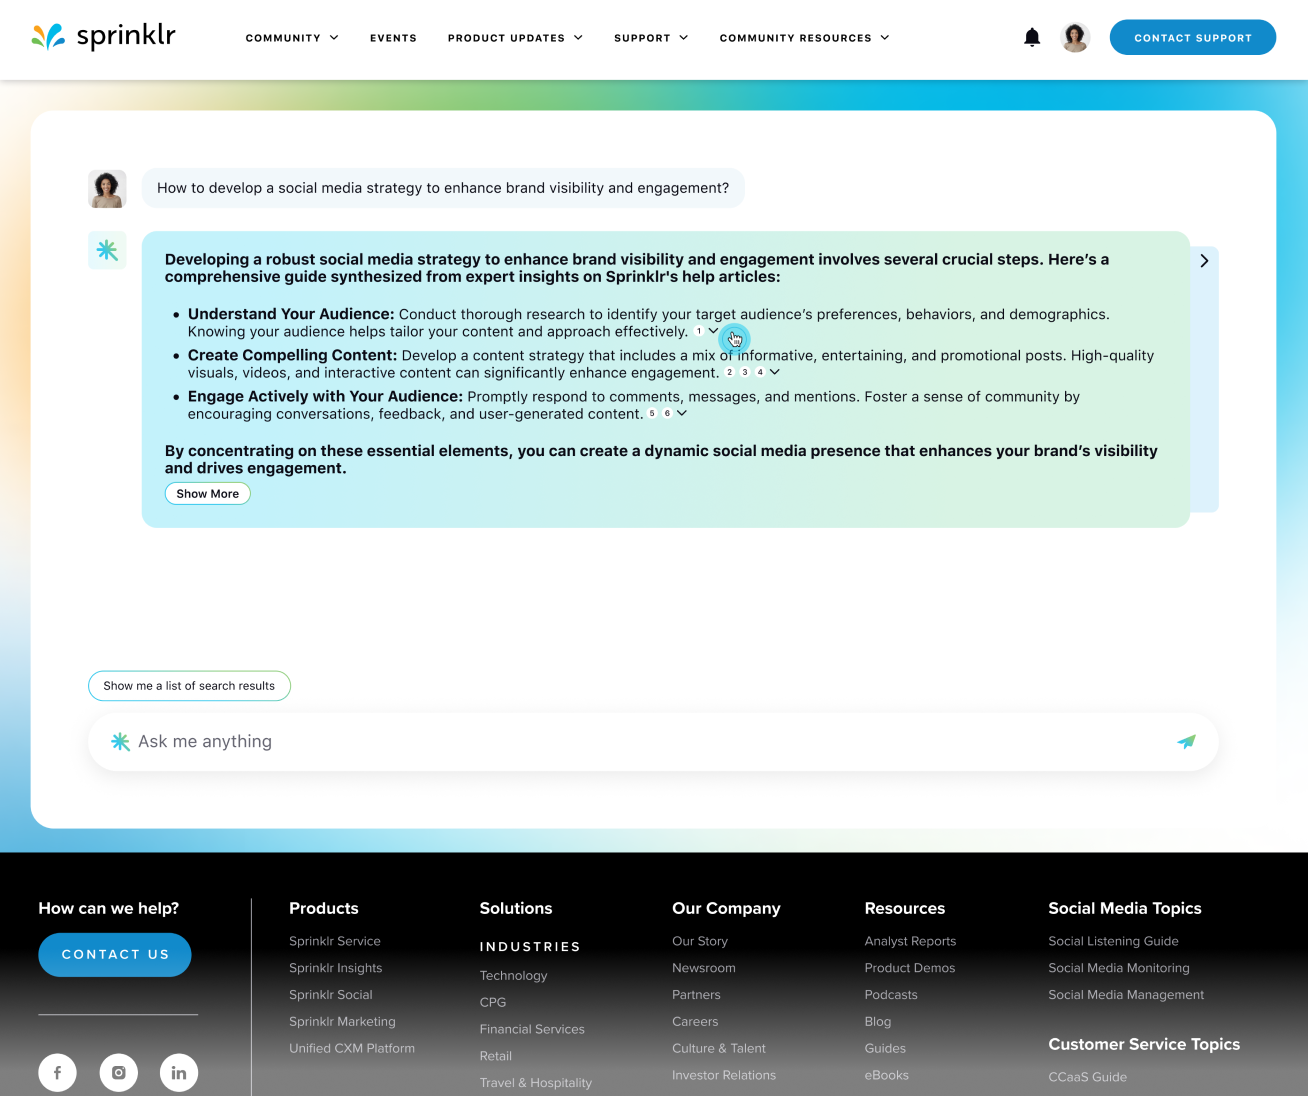 sprinklr
COMMUNITY
EVENTS
PRODUCT UPDATES
SUPPORT
COMMUNITY RESOURCES
CONTACT SUPPORT
How to develop a social media strategy to enhance brand visibility and engagement?
Developing a robust social media strategy to enhance brand visibility and engagement involves several crucial steps. Here’s a
comprehensive guide synthesized from expert insights on Sprinklr's help articles:
• Understand Your Audience: Conduct thorough research to identify your target audience’s preferences, behaviors, and demographics.
Knowing your audience helps tailor your content and approach effectively. 1
• Create Compelling Content: Develop a content strategy that includes a mix of informative, entertaining, and promotional posts. High-quality
visuals, videos, and interactive content can significantly enhance engagement. 2 3 4
• Engage Actively with Your Audience: Promptly respond to comments, messages, and mentions. Foster a sense of community by
encouraging conversations, feedback, and user-generated content. 5 6
By concentrating on these essential elements, you can create a dynamic social media presence that enhances your brand’s visibility
and drives engagement.
Show More
Show me a list of search results
Ask me anything
How can we help?
CONTACT US
Products
Sprinklr Service
Sprinklr Insights
Sprinklr Social
Sprinklr Marketing
Unified CXM Platform
Solutions
INDUSTRIES
Technology
CPG
Financial Services
Retail
Travel & Hospitality
Our Company
Our Story
Newsroom
Partners
Careers
Culture & Talent
Investor Relations
Resources
Analyst Reports
Product Demos
Podcasts
Blog
Guides
eBooks
Social Media Topics
Social Listening Guide
Social Media Monitoring
Social Media Management
Customer Service Topics
CCaaS Guide